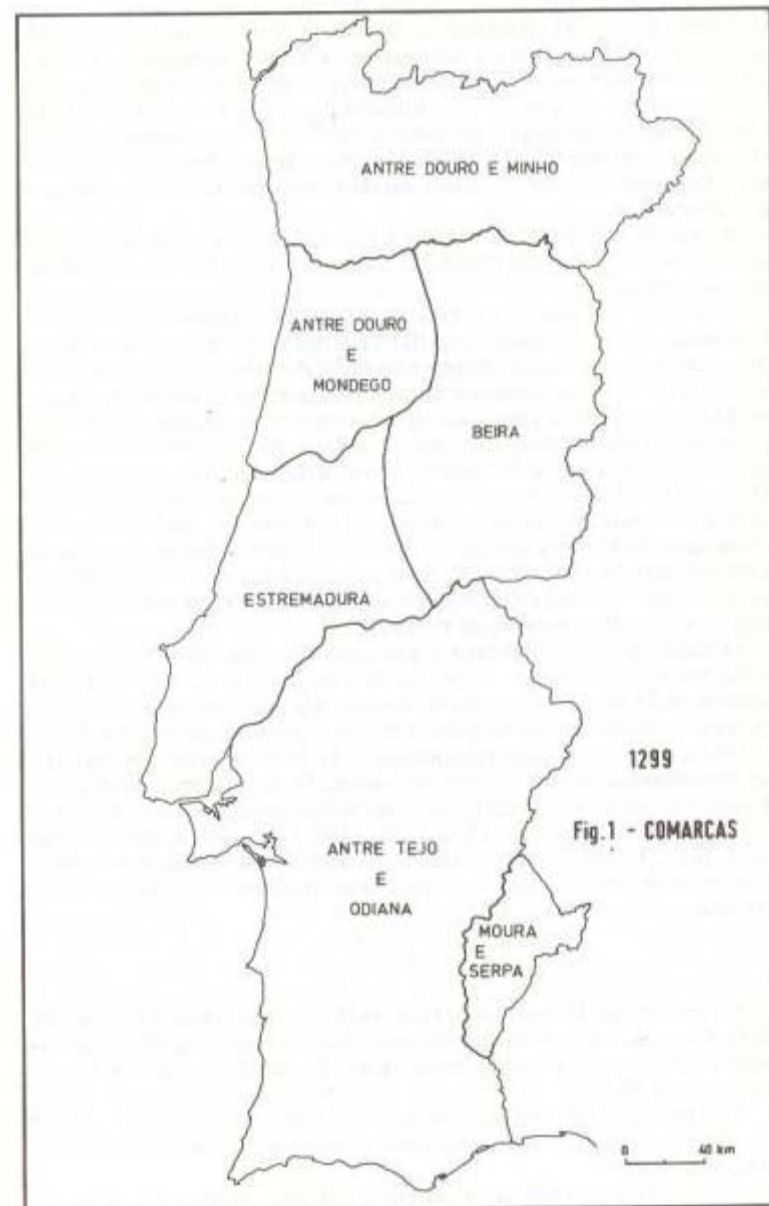 ANTRE DOURO E MINHO
ANTRE DOURO
E
MONDEGO
BEIRA
ESTREMADURA
1299
Fig.1 - COMARCAS
ANTRE TEJO
E
ODIANA
MOURA
E
SERPA
0 40 km